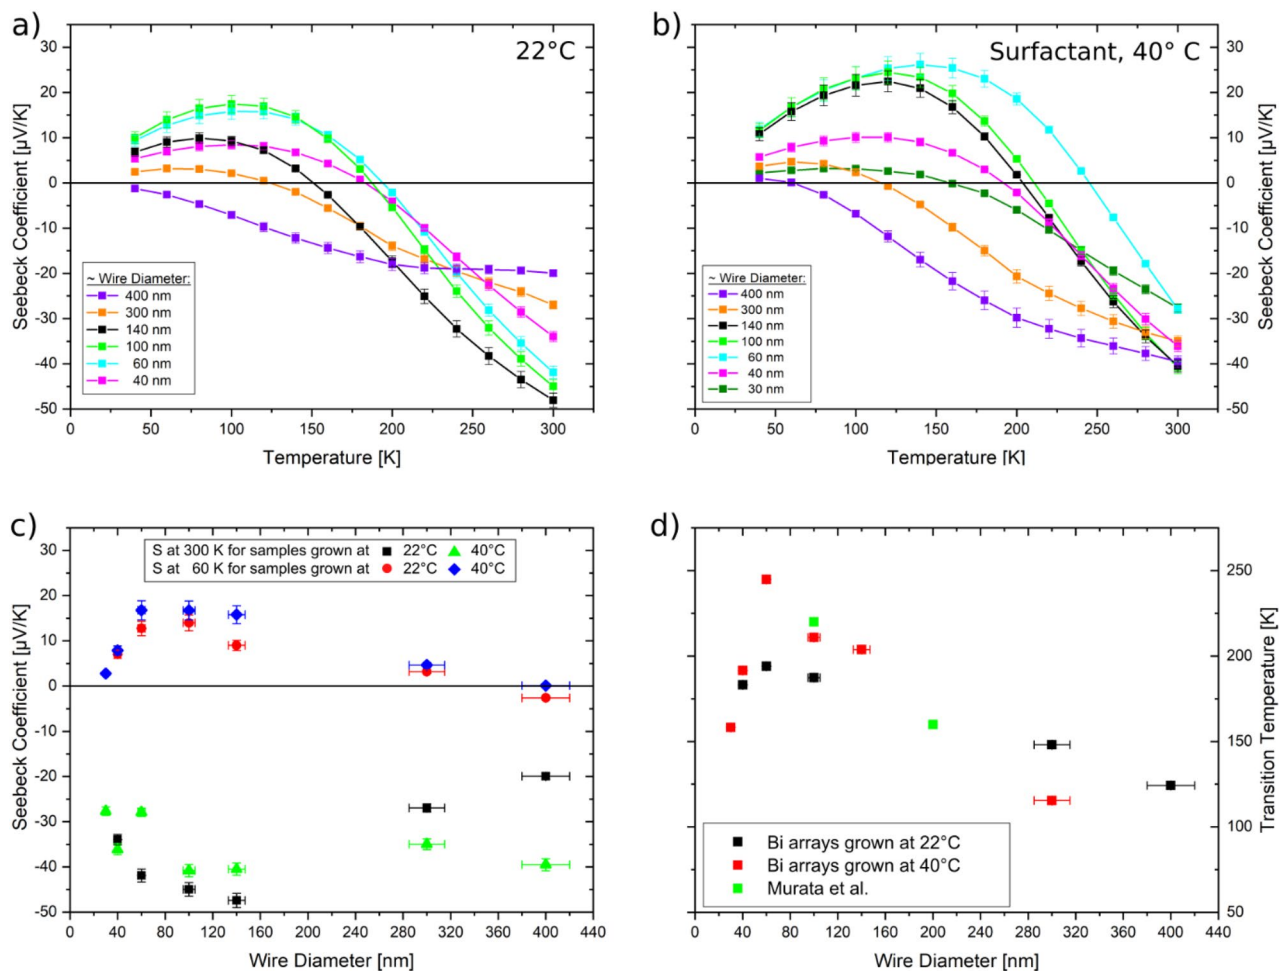 a)
22°C
30
20
10
0
-10
-20
-30
-40
-50
Seebeck Coefficient [µV/K]
~ Wire Diameter:
400 nm
300 nm
140 nm
100 nm
60 nm
40 nm
0 50 100 150 200 250 300
Temperature [K]
b)
Surfactant, 40° C
30
20
10
0
-10
-20
-30
-40
-50
Seebeck Coefficient [µV/K]
~ Wire Diameter:
400 nm
300 nm
140 nm
100 nm
60 nm
40 nm
30 nm
0 50 100 150 200 250 300
Temperature [K]
c)
S at 300 K for samples grown at 22°C 40°C
S at 60 K for samples grown at 22°C 40°C
30
20
10
0
-10
-20
-30
-40
-50
Seebeck Coefficient [µV/K]
0 40 80 120 160 200 240 280 320 360 400 440
Wire Diameter [nm]
d)
250
200
150
100
50
Transition Temperature [K]
Bi arrays grown at 22°C
Bi arrays grown at 40°C
Murata et al.
0 40 80 120 160 200 240 280 320 360 400 440
Wire Diameter [nm]